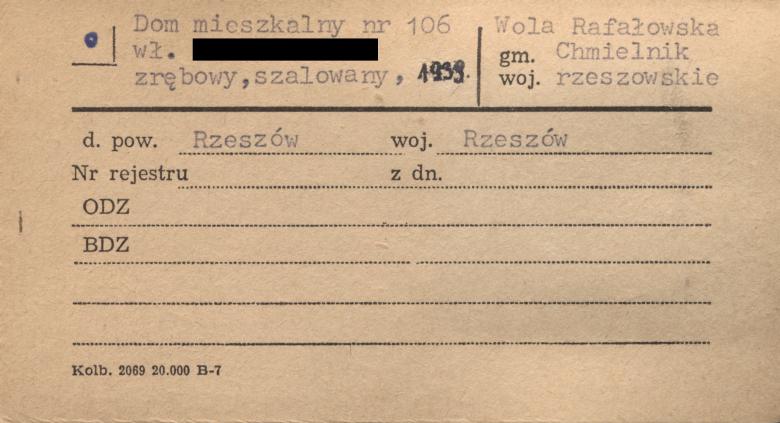 Dom mieszkalny nr 106
wł.
zrębowy, szalowany, 1939.
Wola Rafałowska
gm. Chmielnik
woj. rzeszowskie
d. pow. Rzeszów woj. Rzeszów
Nr rejestru z dn.
ODZ
BDZ
Kolb. 2069 20.000 B-7